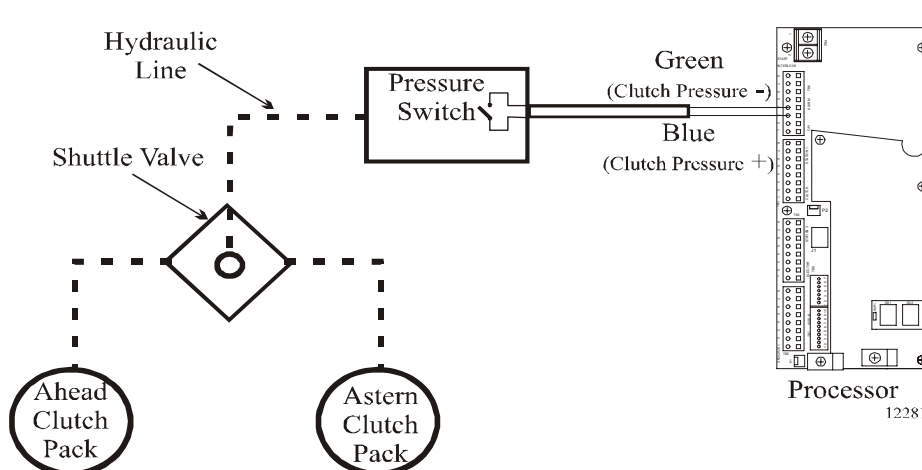 Hydraulic
Line
Pressure
Switch
Green
(Clutch Pressure -)
Blue
(Clutch Pressure +)
Shuttle Valve
Ahead
Clutch
Pack
Astern
Clutch
Pack
Processor
1228